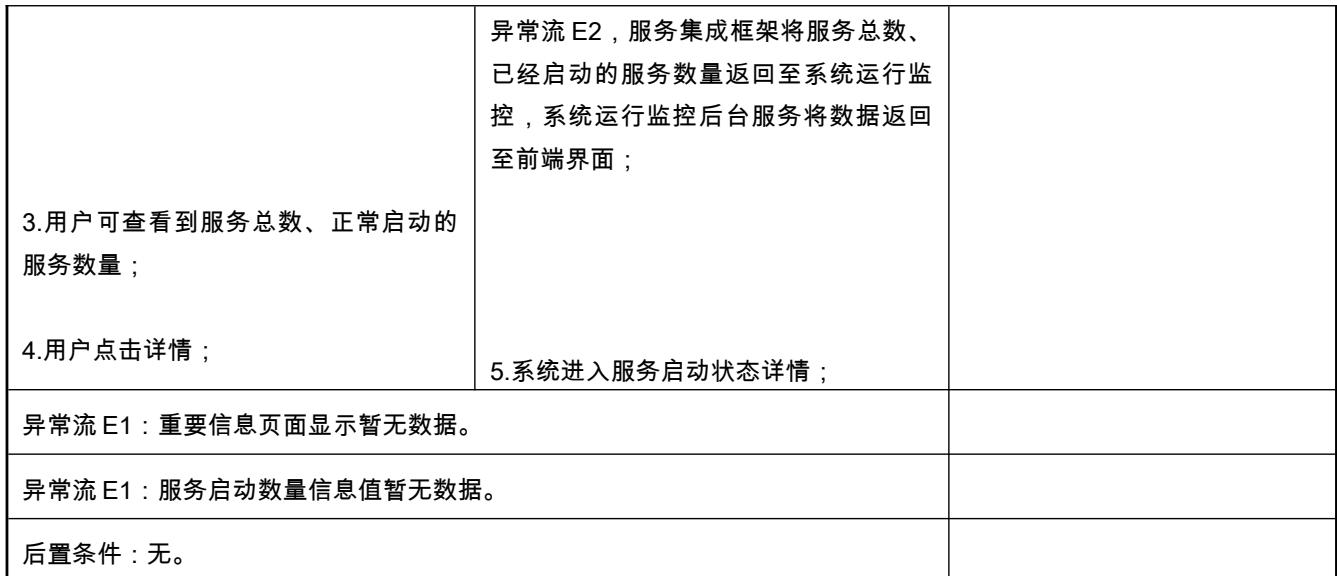 异常流 E2，服务集成框架将服务总数、
已经启动的服务数量返回至系统运行监
控，系统运行监控后台服务将数据返回
至前端界面；
3.用户可查看到服务总数、正常启动的
服务数量；
4.用户点击详情；
5.系统进入服务启动状态详情；
异常流 E1：重要信息页面显示暂无数据。
异常流 E1：服务启动数量信息值暂无数据。
后置条件：无。